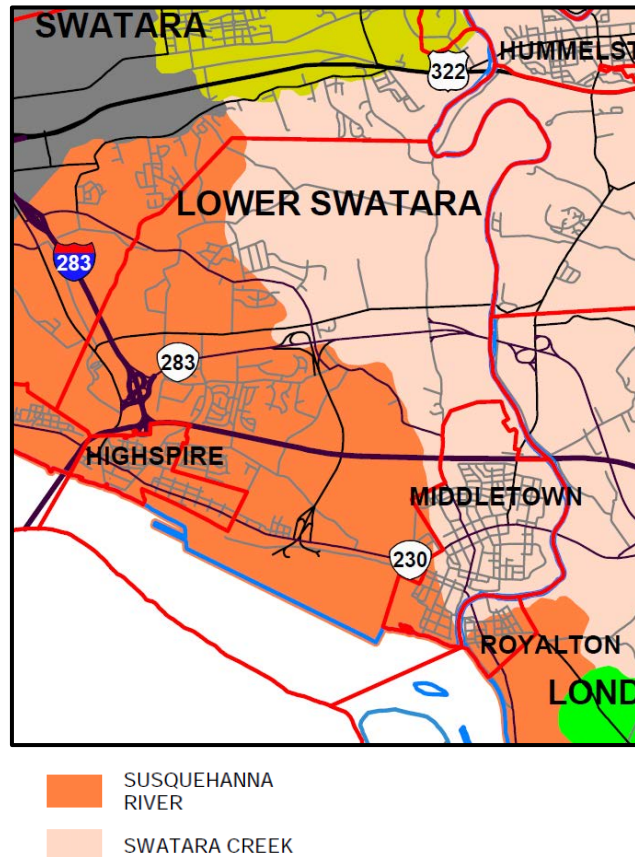 SWATARA
HUMMELST
322
LOWER SWATARA
283
283
HIGHSPIRE
MIDDLETOWN
230
ROYALTON
LOND
SUSQUEHANNA
RIVER
SWATARA CREEK